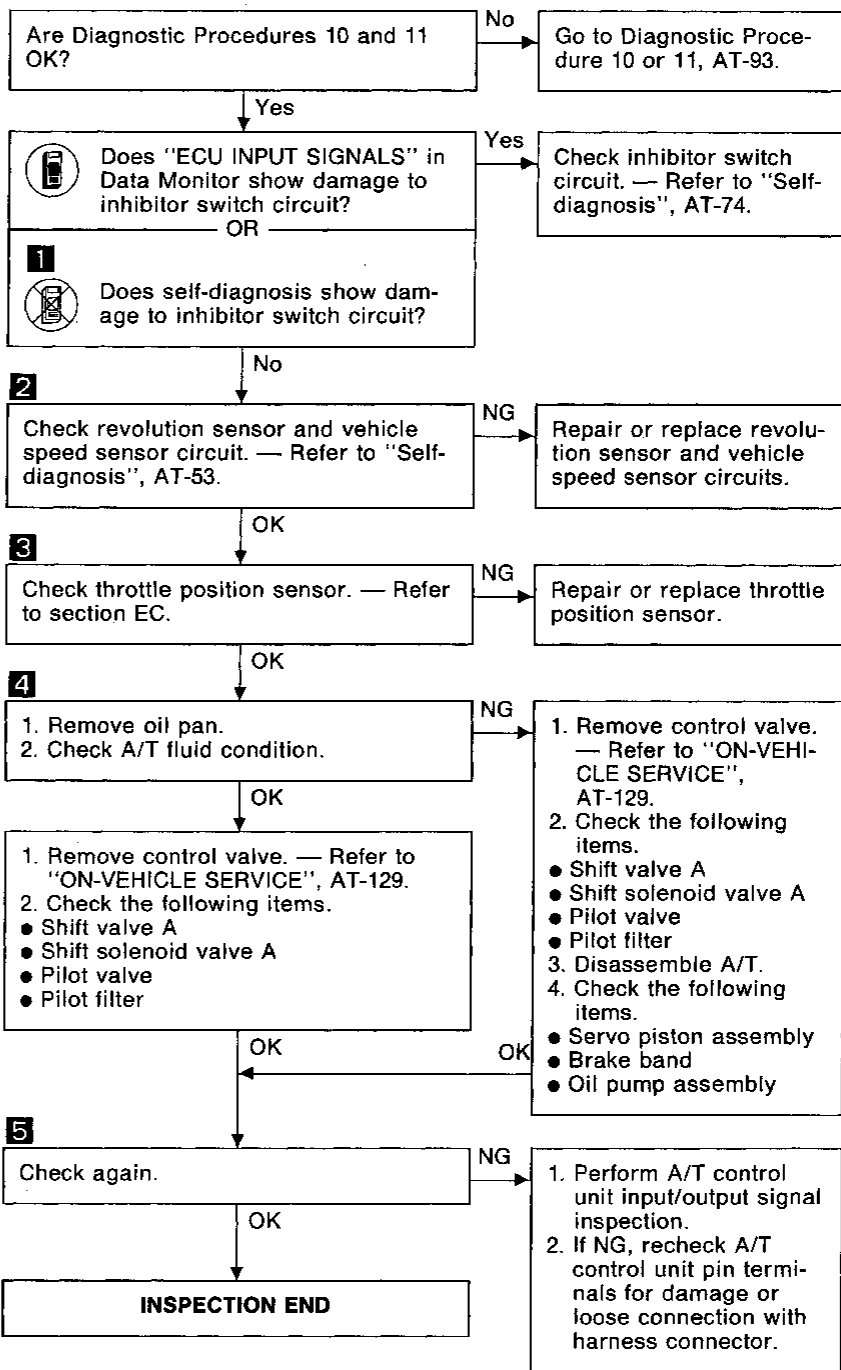 Are Diagnostic Procedures 10 and 11
OK?
No
Go to Diagnostic Proce-
dure 10 or 11, AT-93.
Yes
Does "ECU INPUT SIGNALS" in
Data Monitor show damage to
inhibitor switch circuit?
Yes
Check inhibitor switch
circuit. — Refer to "Self-
diagnosis", AT-74.
OR
1
Does self-diagnosis show dam-
age to inhibitor switch circuit?
No
2
Check revolution sensor and vehicle
speed sensor circuit. — Refer to "Self-
diagnosis", AT-53.
NG
Repair or replace revolu-
tion sensor and vehicle
speed sensor circuits.
OK
3
Check throttle position sensor. — Refer
to section EC.
NG
Repair or replace throttle
position sensor.
OK
4
1. Remove oil pan.
2. Check A/T fluid condition.
NG
1. Remove control valve.
— Refer to "ON-VEHI-
CLE SERVICE",
AT-129.
2. Check the following
items.
● Shift valve A
● Shift solenoid valve A
● Pilot valve
● Pilot filter
3. Disassemble A/T.
4. Check the following
items.
● Servo piston assembly
● Brake band
● Oil pump assembly
OK
1. Remove control valve. — Refer to
"ON-VEHICLE SERVICE", AT-129.
2. Check the following items.
● Shift valve A
● Shift solenoid valve A
● Pilot valve
● Pilot filter
OK
OK
5
Check again.
NG
1. Perform A/T control
unit input/output signal
inspection.
2. If NG, recheck A/T
control unit pin termi-
nals for damage or
loose connection with
harness connector.
OK
INSPECTION END